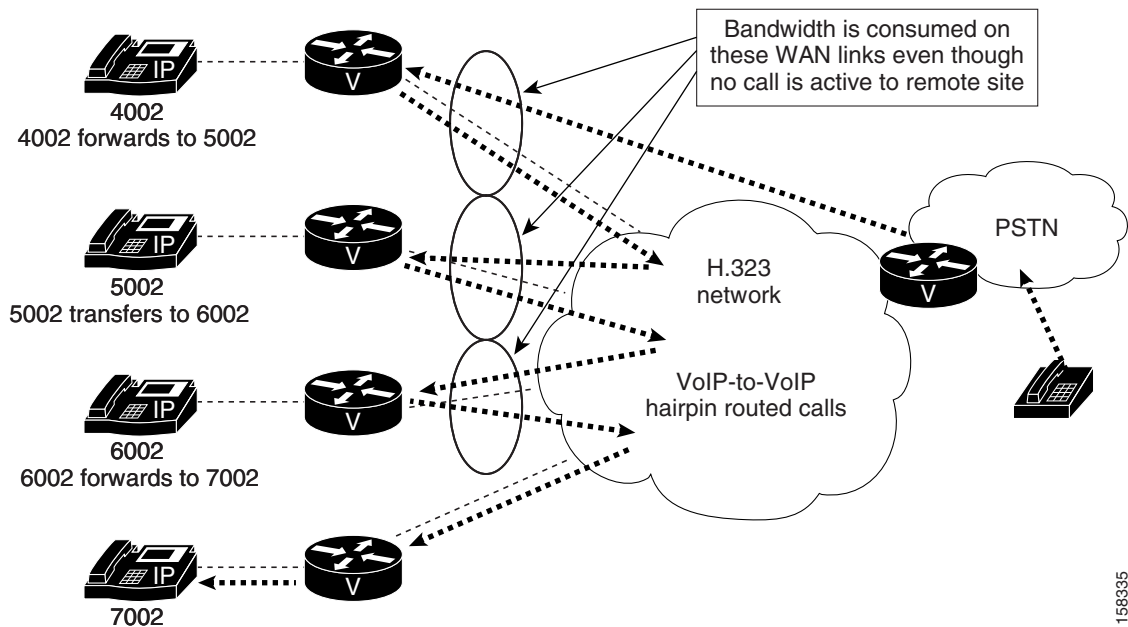 Bandwidth is consumed on
these WAN links even though
no call is active to remote site
IP
V
4002
4002 forwards to 5002
PSTN
V
IP
V
5002
5002 transfers to 6002
H.323
network
VoIP-to-VoIP
hairpin routed calls
IP
V
6002
6002 forwards to 7002
IP
V
7002
158335